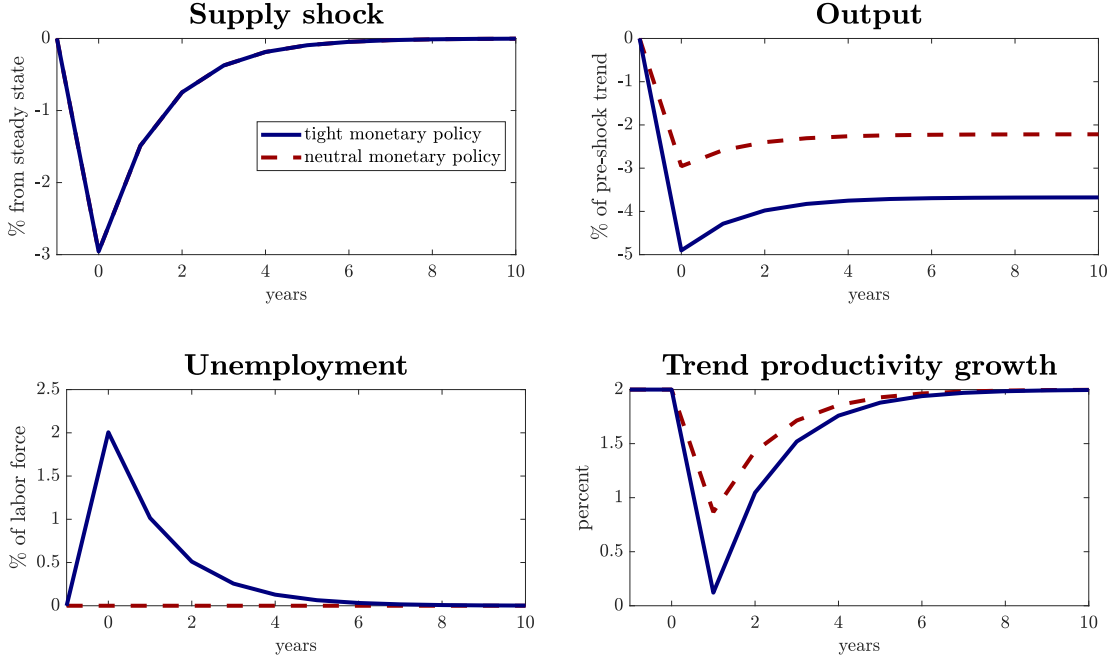 Supply shock
0
-1
-2
-3
% from steady state
tight monetary policy
neutral monetary policy
0 2 4 6 8 10
years
Output
0
-1
-2
-3
-4
-5
% of pre-shock trend
0 2 4 6 8 10
years
Unemployment
2.5
2
1.5
1
0.5
0
% of labor force
0 2 4 6 8 10
years
Trend productivity growth
2
1.5
1
0.5
0
percent
0 2 4 6 8 10
years